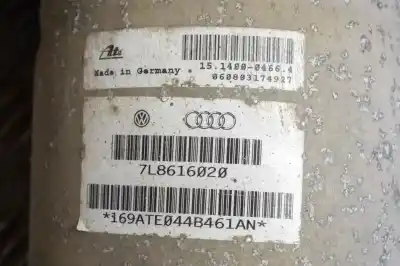 Ate
15.1400-0466.4
Made in Germany.
060803174927
7L8616020
*169ATE044B461AN*